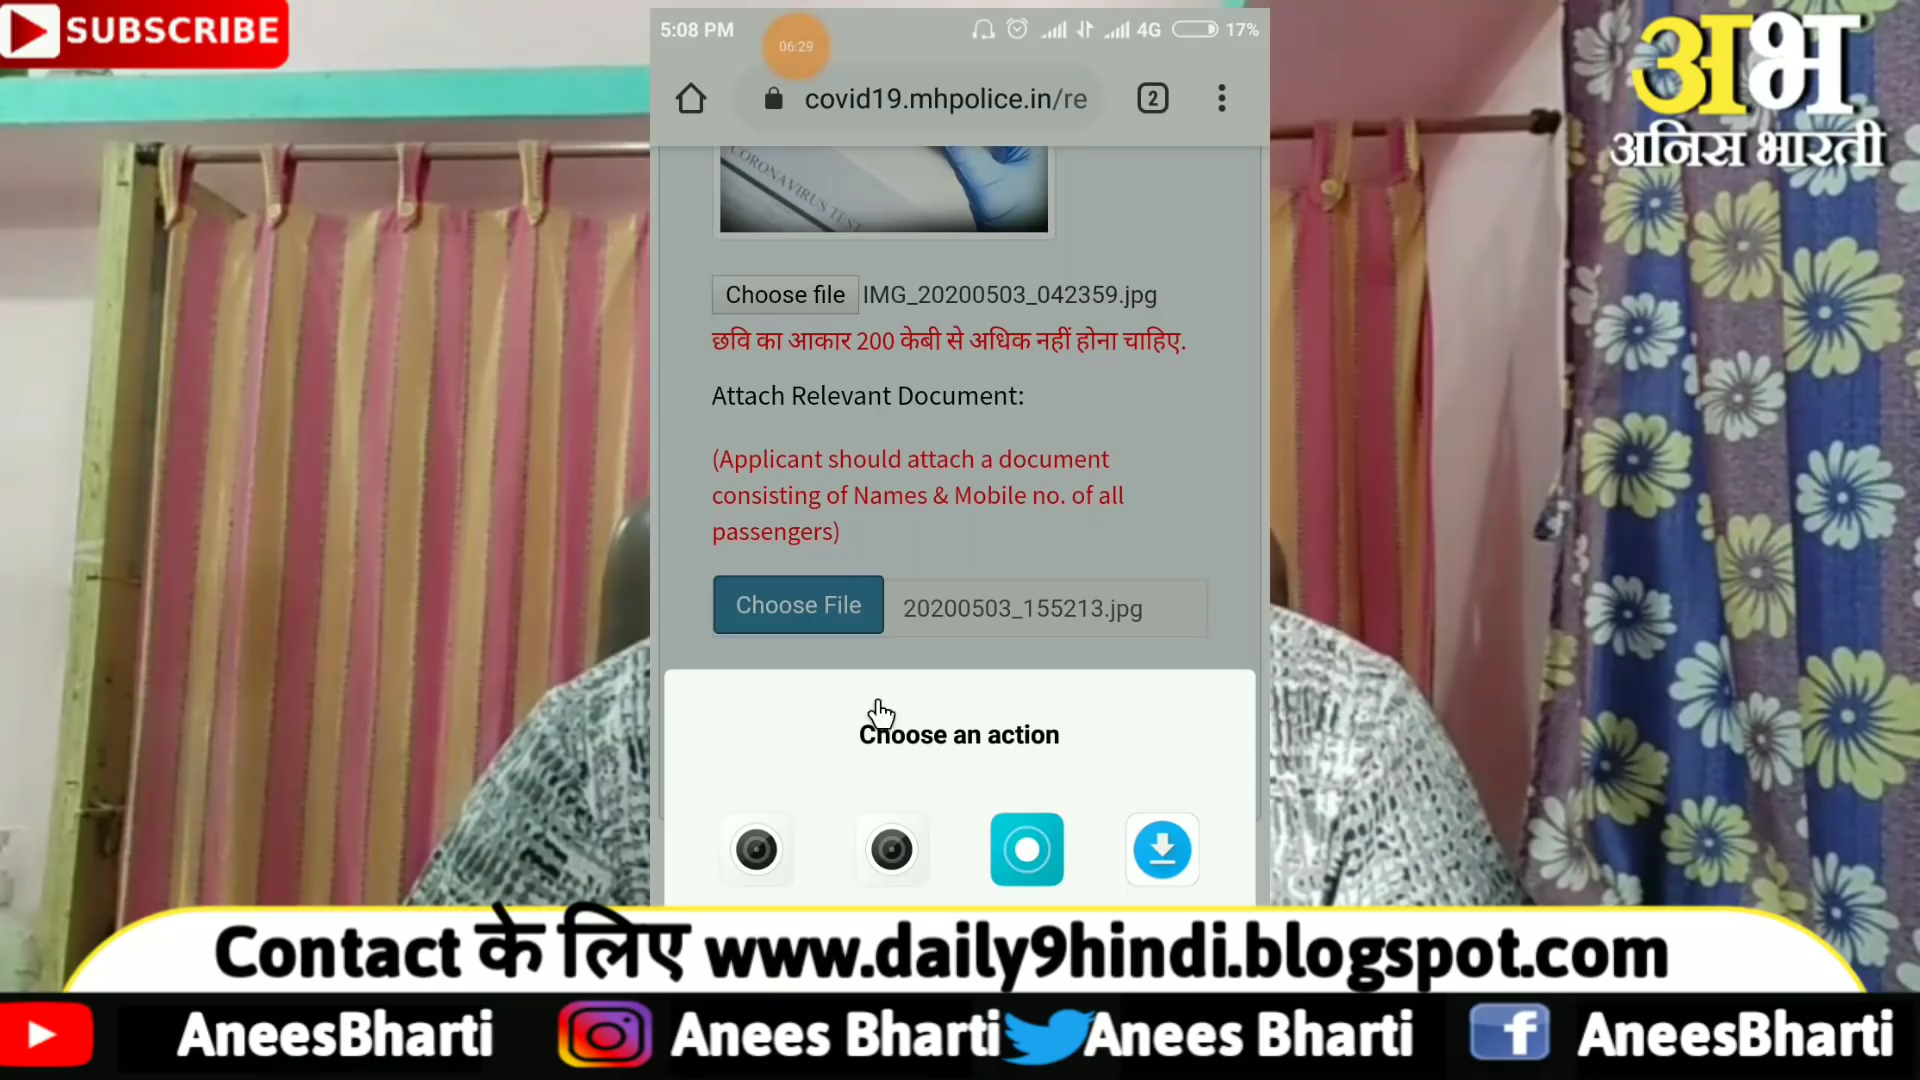 SUBSCRIBE
5:08 PM
06:29
4G
17%
covid19.mhpolice.in/re
2
CORONAVIRUS TEST
Choose file IMG_20200503_042359.jpg
छवि का आकार 200 केबी से अधिक नहीं होना चाहिए.
Attach Relevant Document:
(Applicant should attach a document
consisting of Names & Mobile no. of all
passengers)
Choose File 20200503_155213.jpg
Choose an action
अभ
अनिस भारती
Contact के लिए www.daily9hindi.blogspot.com
AneesBharti
Anees Bharti
Anees Bharti
AneesBharti